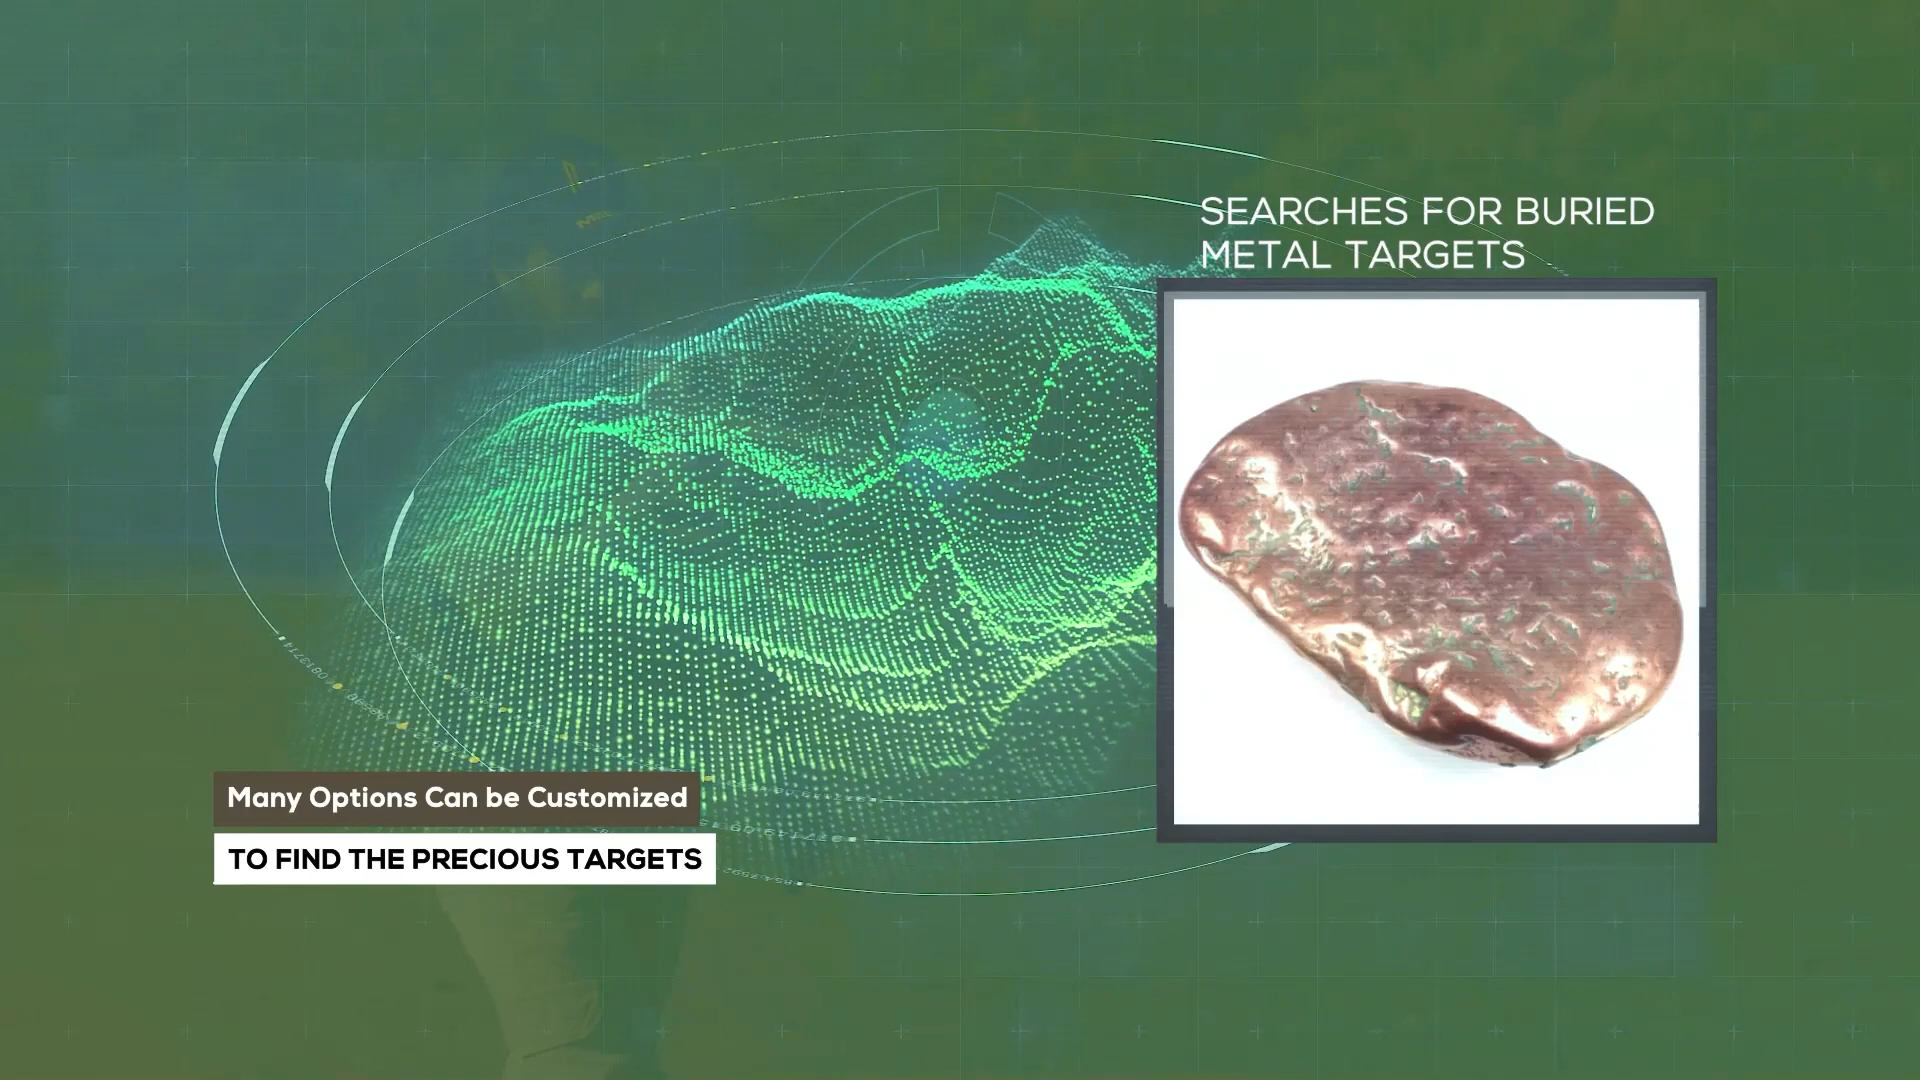 SEARCHES FOR BURIED
METAL TARGETS
Many Options Can be Customized
TO FIND THE PRECIOUS TARGETS